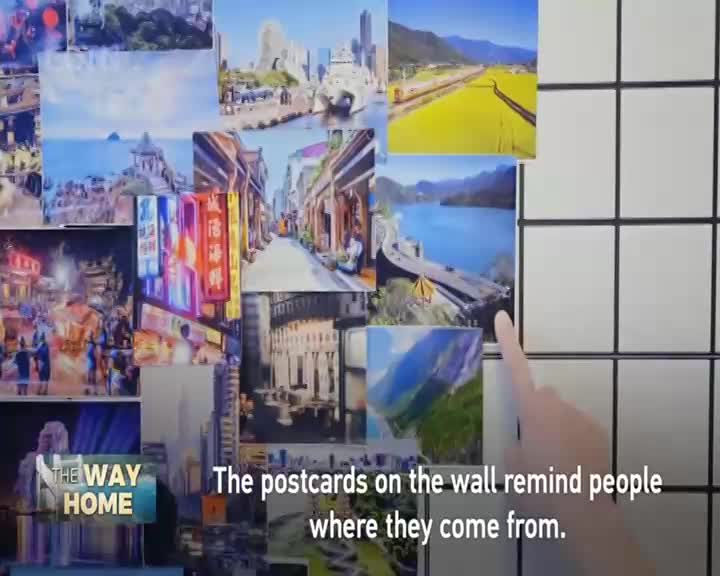 THE WAY
HOME
The postcards on the wall remind people
where they come from.